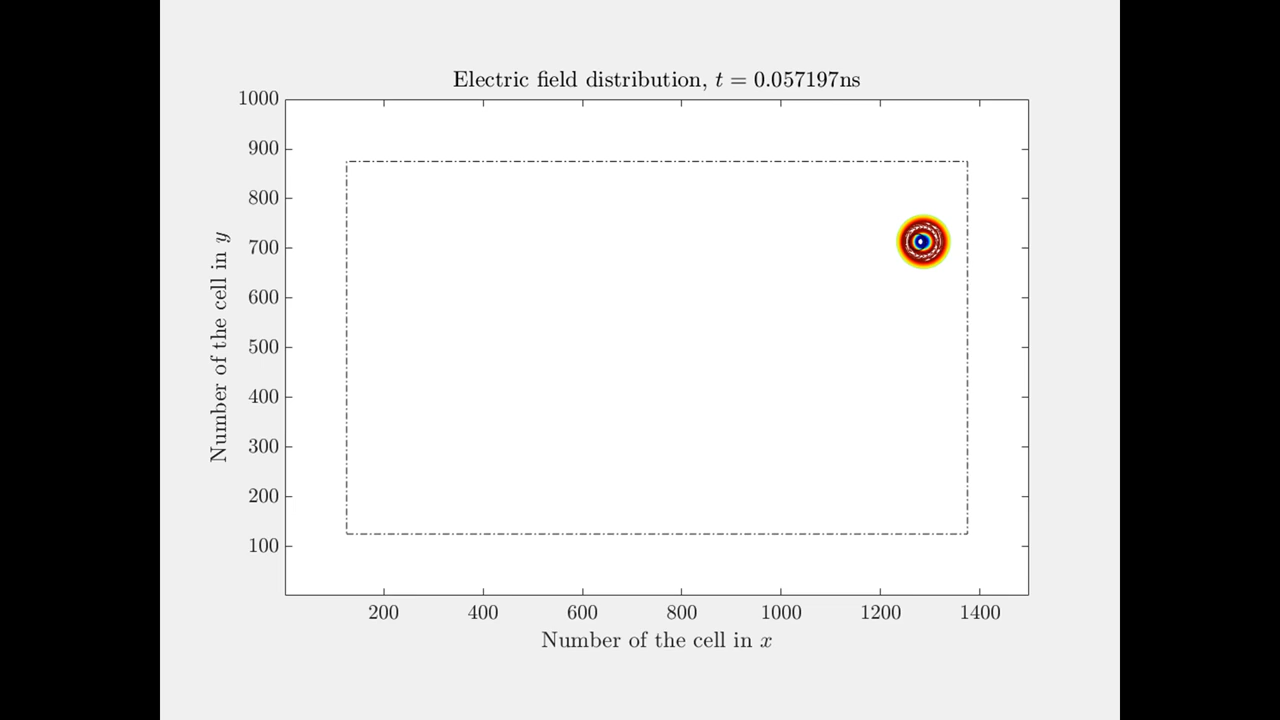 Electric field distribution, t = 0.057197ns
1000
900
800
700
600
500
400
300
200
100
Number of the cell in y
200 400 600 800 1000 1200 1400
Number of the cell in x